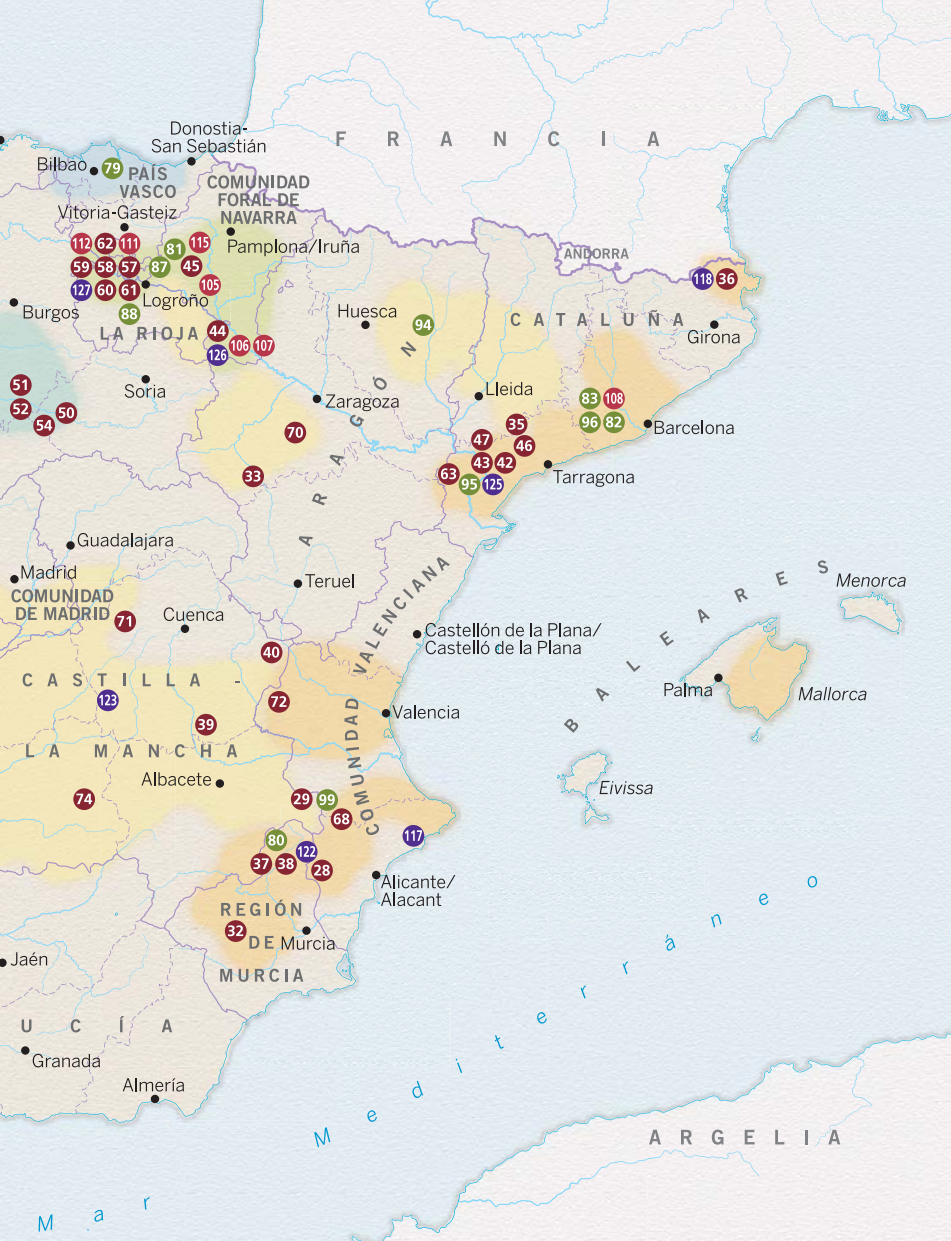 FRANCIA
Donostia-
San Sebastián
Bilbao
79
PAÍS
VASCO
COMUNIDAD
FORAL DE
NAVARRA
Vitoria-Gasteiz
Pamplona/Iruña
ANDORRA
112 62 111
81 115
59 58 57
87 45
127 60 61
105
Logroño
118 36
Burgos
88
LA RIOJA
44
126 106 107
Huesca
94
CATALUÑA
Girona
Soria
51
52
54 50
Zaragoza
ARAGÓN
Lleida
83 108
96 82
Barcelona
70
33
35
47 46
43 42
63
95 125
Tarragona
Guadalajara
Madrid
COMUNIDAD
DE MADRID
71
Cuenca
Teruel
COMUNIDAD VALENCIANA
Castellón de la Plana/
Castelló de la Plana
BALEARES
Menorca
40
CASTILLA -
123
72
39
Valencia
Palma
Mallorca
LA MANCHA
Albacete
Eivissa
74
29 99
68
80
122
117
37 38 28
Alicante/
Alacant
REGIÓN
DE
MURCIA
32
Murcia
Jaén
UCÍA
Granada
Almería
Mar Mediterráneo
ARGELIA